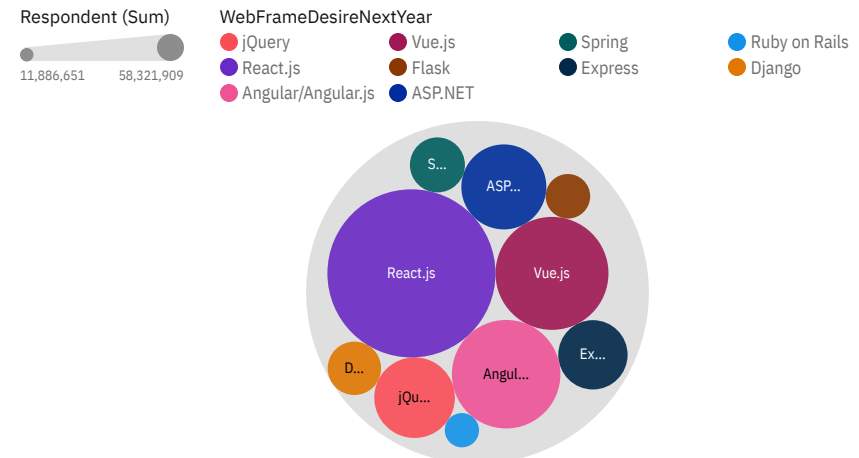 Respondent (Sum)
11,886,651 58,321,909
WebFrameDesireNextYear
jQuery Vue.js Spring Ruby on Rails
React.js Flask Express Django
Angular/Angular.js ASP.NET
S...
ASP...
React.js
Vue.js
Ex...
D...
Angul...
jQu...